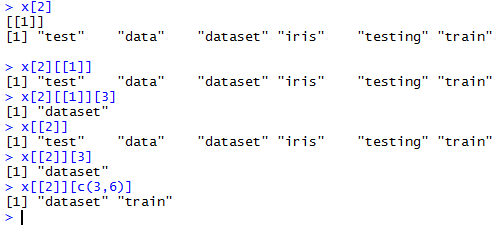 > x[2]
[[1]]
[1] "test"    "data"    "dataset" "iris"    "testing" "train"

> x[2][[1]]
[1] "test"    "data"    "dataset" "iris"    "testing" "train"
> x[2][[1]][3]
[1] "dataset"
> x[[2]]
[1] "test"    "data"    "dataset" "iris"    "testing" "train"
> x[[2]][3]
[1] "dataset"
> x[[2]][c(3,6)]
[1] "dataset" "train"
>